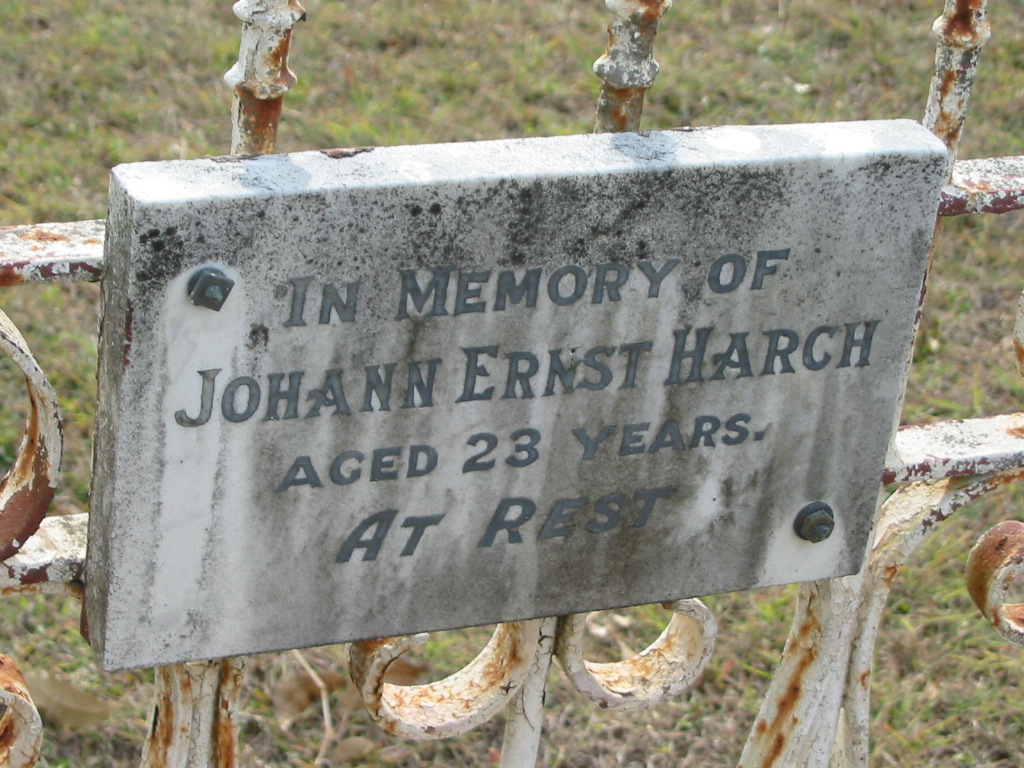 IN MEMORY OF
JOHANN ERNST HARCH
AGED 23 YEARS.
AT REST